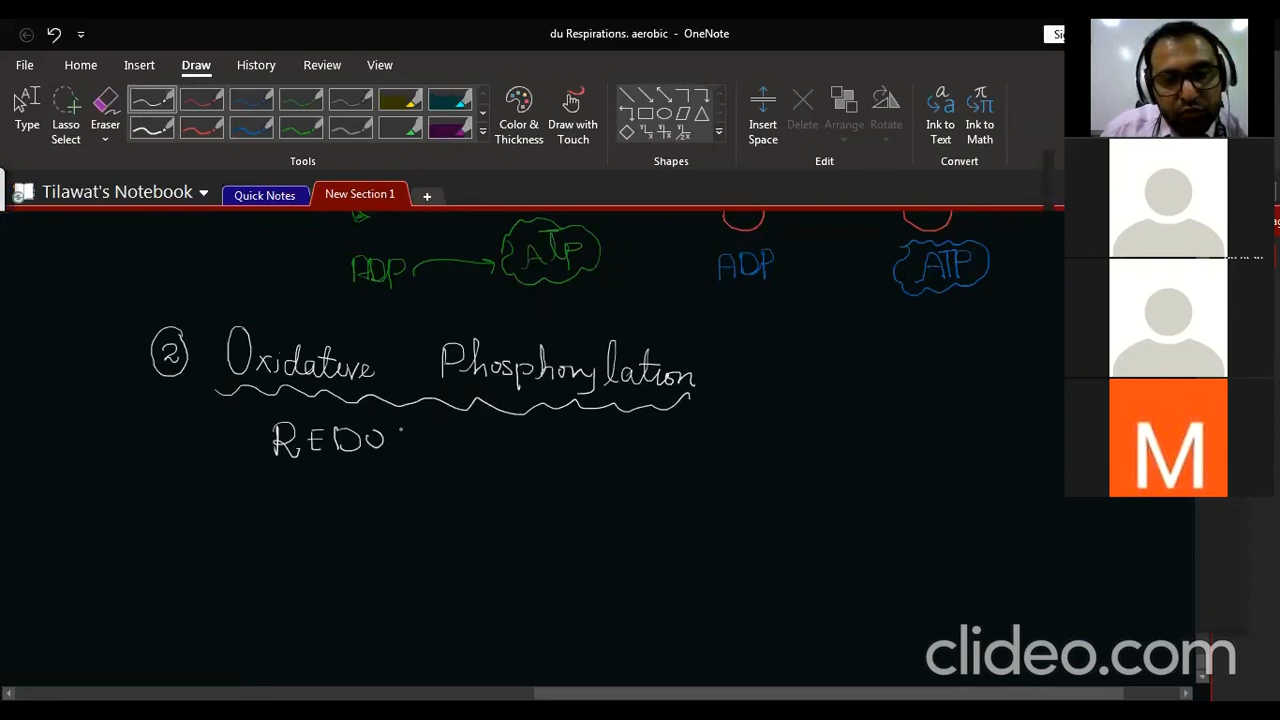 du Respirations. aerobic - OneNote
File Home Insert Draw History Review View
Type Lasso Select Eraser Color & Thickness Draw with Touch Insert Space Delete Arrange Rotate Ink to Text Ink to Math
Tools Shapes Edit Convert
Tilawat's Notebook Quick Notes New Section 1 +
ADP ATP ADP ATP
2 Oxidative Phosphorylation
REDO
M
clideo.com